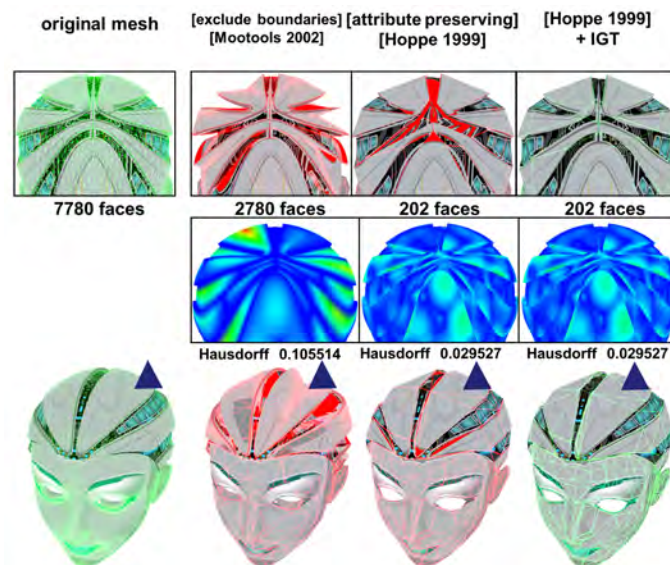 original mesh
[exclude boundaries]
[Mootools 2002]
[attribute preserving]
[Hoppe 1999]
[Hoppe 1999]
+ IGT
7780 faces
2780 faces
202 faces
202 faces
Hausdorff 0.105514
Hausdorff 0.029527
Hausdorff 0.029527